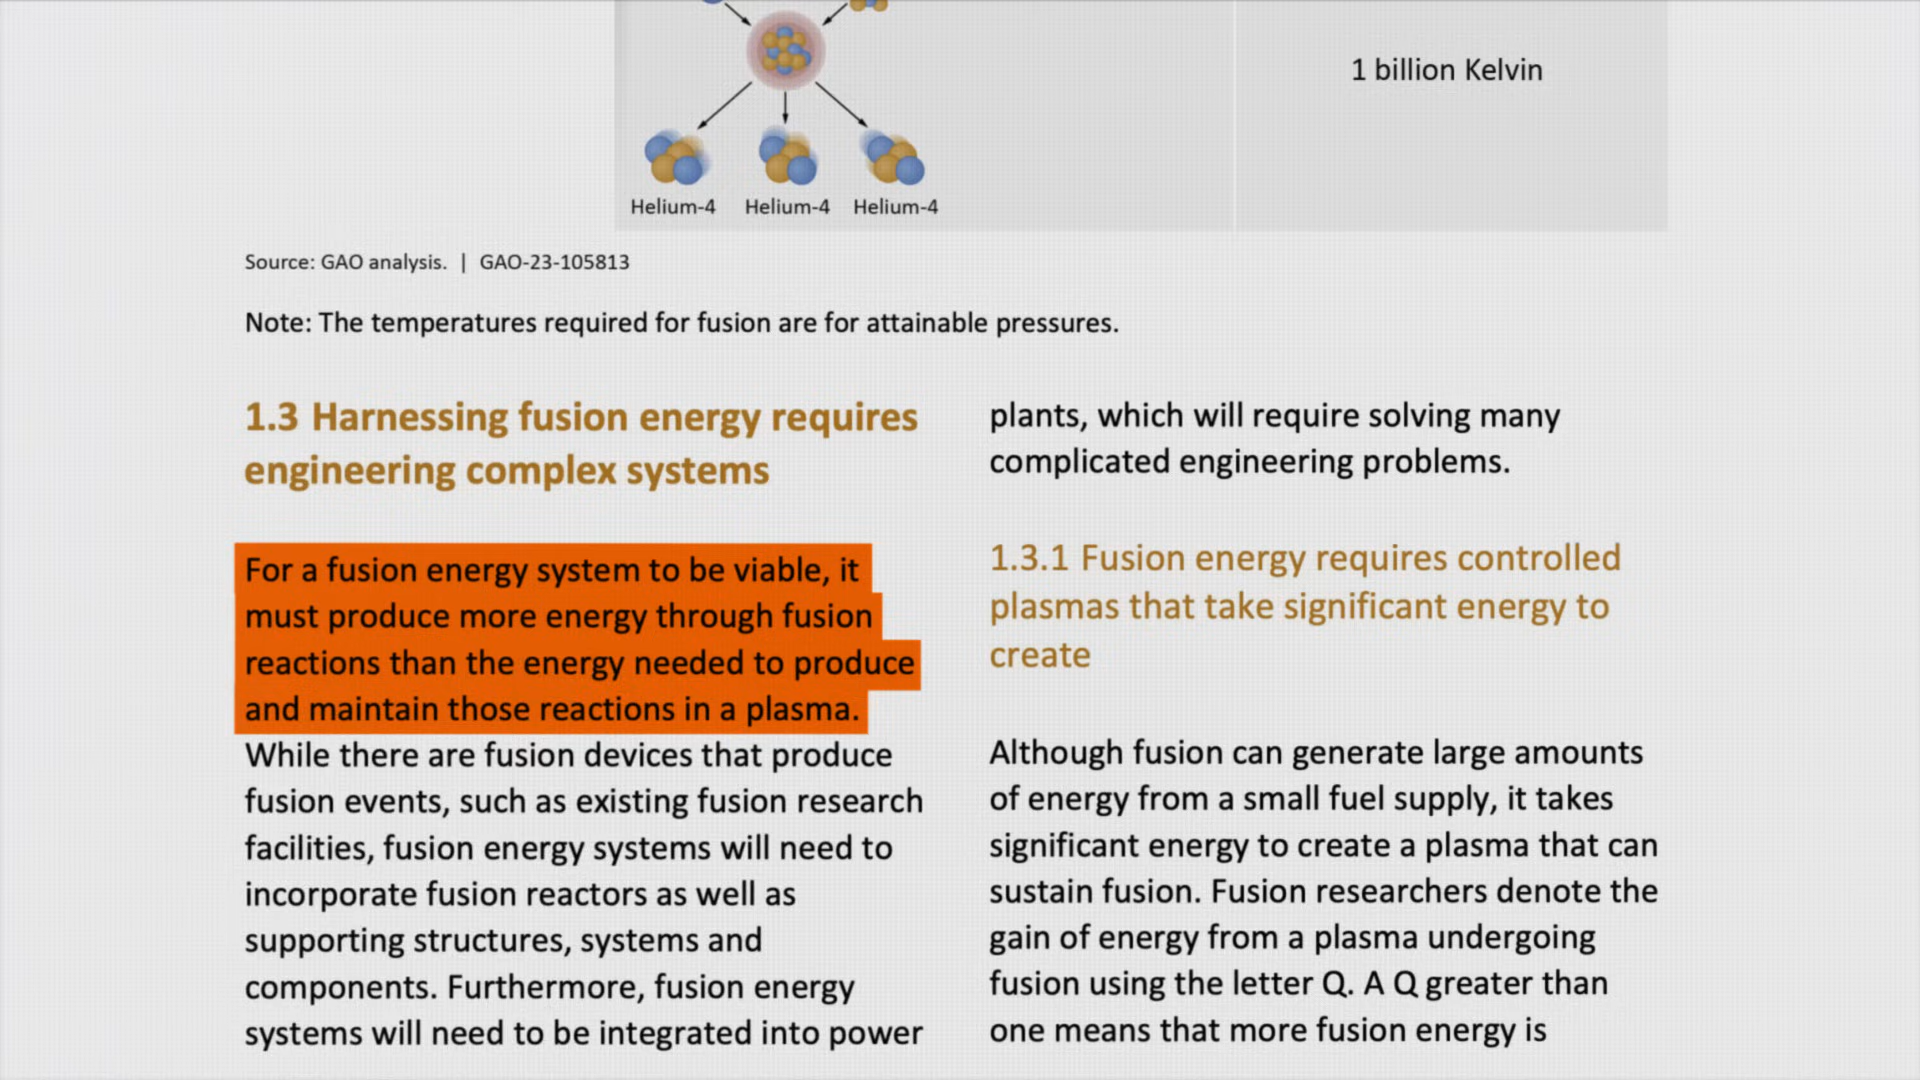 1 billion Kelvin
Helium-4 Helium-4 Helium-4
Source: GAO analysis. | GAO-23-105813
Note: The temperatures required for fusion are for attainable pressures.
1.3 Harnessing fusion energy requires
engineering complex systems
For a fusion energy system to be viable, it
must produce more energy through fusion
reactions than the energy needed to produce
and maintain those reactions in a plasma.
While there are fusion devices that produce
fusion events, such as existing fusion research
facilities, fusion energy systems will need to
incorporate fusion reactors as well as
supporting structures, systems and
components. Furthermore, fusion energy
systems will need to be integrated into power
plants, which will require solving many
complicated engineering problems.
1.3.1 Fusion energy requires controlled
plasmas that take significant energy to
create
Although fusion can generate large amounts
of energy from a small fuel supply, it takes
significant energy to create a plasma that can
sustain fusion. Fusion researchers denote the
gain of energy from a plasma undergoing
fusion using the letter Q. A Q greater than
one means that more fusion energy is